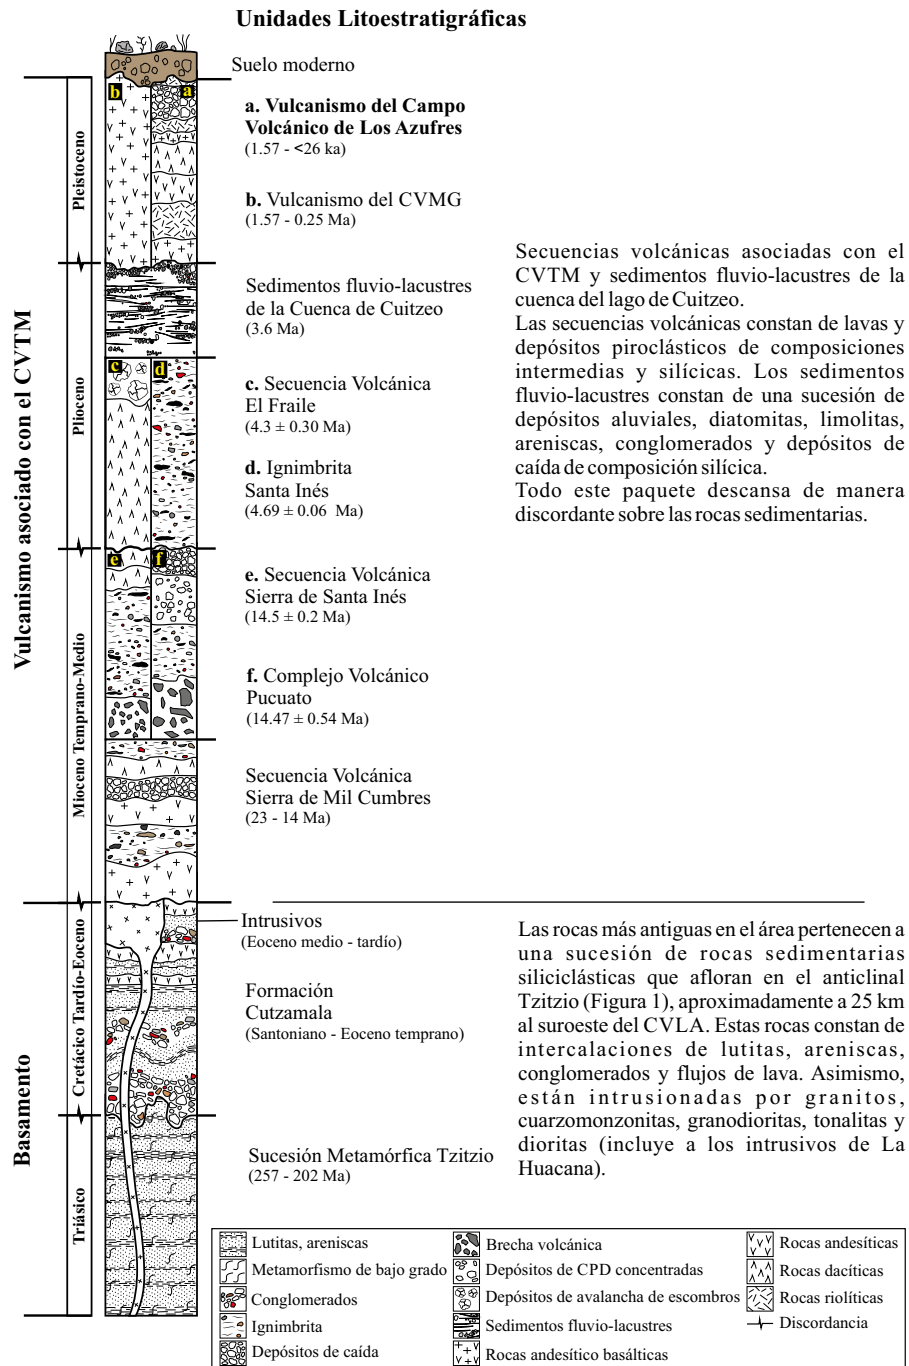 Unidades Litoestratigráficas
Suelo moderno
b
a
a. Vulcanismo del Campo
Volcánico de Los Azufres
(1.57 - <26 ka)
b. Vulcanismo del CVMG
(1.57 - 0.25 Ma)
Pleistoceno
Sedimentos fluvio-lacustres
de la Cuenca de Cuitzeo
(3.6 Ma)
Secuencias volcánicas asociadas con el
CVTM y sedimentos fluvio-lacustres de la
cuenca del lago de Cuitzeo.
Las secuencias volcánicas constan de lavas y
depósitos piroclásticos de composiciones
intermedias y silícicas. Los sedimentos
fluvio-lacustres constan de una sucesión de
depósitos aluviales, diatomitas, limolitas,
areniscas, conglomerados y depósitos de
caída de composición silícica.
Todo este paquete descansa de manera
discordante sobre las rocas sedimentarias.
Vulcanismo asociado con el CVTM
Plioceno
c
d
c. Secuencia Volcánica
El Fraile
(4.3 ± 0.30 Ma)
d. Ignimbrita
Santa Inés
(4.69 ± 0.06 Ma)
e
f
e. Secuencia Volcánica
Sierra de Santa Inés
(14.5 ± 0.2 Ma)
f. Complejo Volcánico
Pucuato
(14.47 ± 0.54 Ma)
Mioceno Temprano-Medio
Secuencia Volcánica
Sierra de Mil Cumbres
(23 - 14 Ma)
Intrusivos
(Eoceno medio - tardío)
Formación
Cutzamala
(Santoniano - Eoceno temprano)
Cretácico Tardío-Eoceno
Las rocas más antiguas en el área pertenecen a
una sucesión de rocas sedimentarias
siliciclásticas que afloran en el anticlinal
Tzitzio (Figura 1), aproximadamente a 25 km
al suroeste del CVLA. Estas rocas constan de
intercalaciones de lutitas, areniscas,
conglomerados y flujos de lava. Asimismo,
están intrusionadas por granitos,
cuarzomonzonitas, granodioritas, tonalitas y
dioritas (incluye a los intrusivos de La
Huacana).
Basamento
Sucesión Metamórfica Tzitzio
(257 - 202 Ma)
Triásico
Lutitas, areniscas
Metamorfismo de bajo grado
Conglomerados
Ignimbrita
Depósitos de caída
Brecha volcánica
Depósitos de CPD concentradas
Depósitos de avalancha de escombros
Sedimentos fluvio-lacustres
Rocas andesítico basálticas
Rocas andesíticas
Rocas dacíticas
Rocas riolíticas
Discordancia